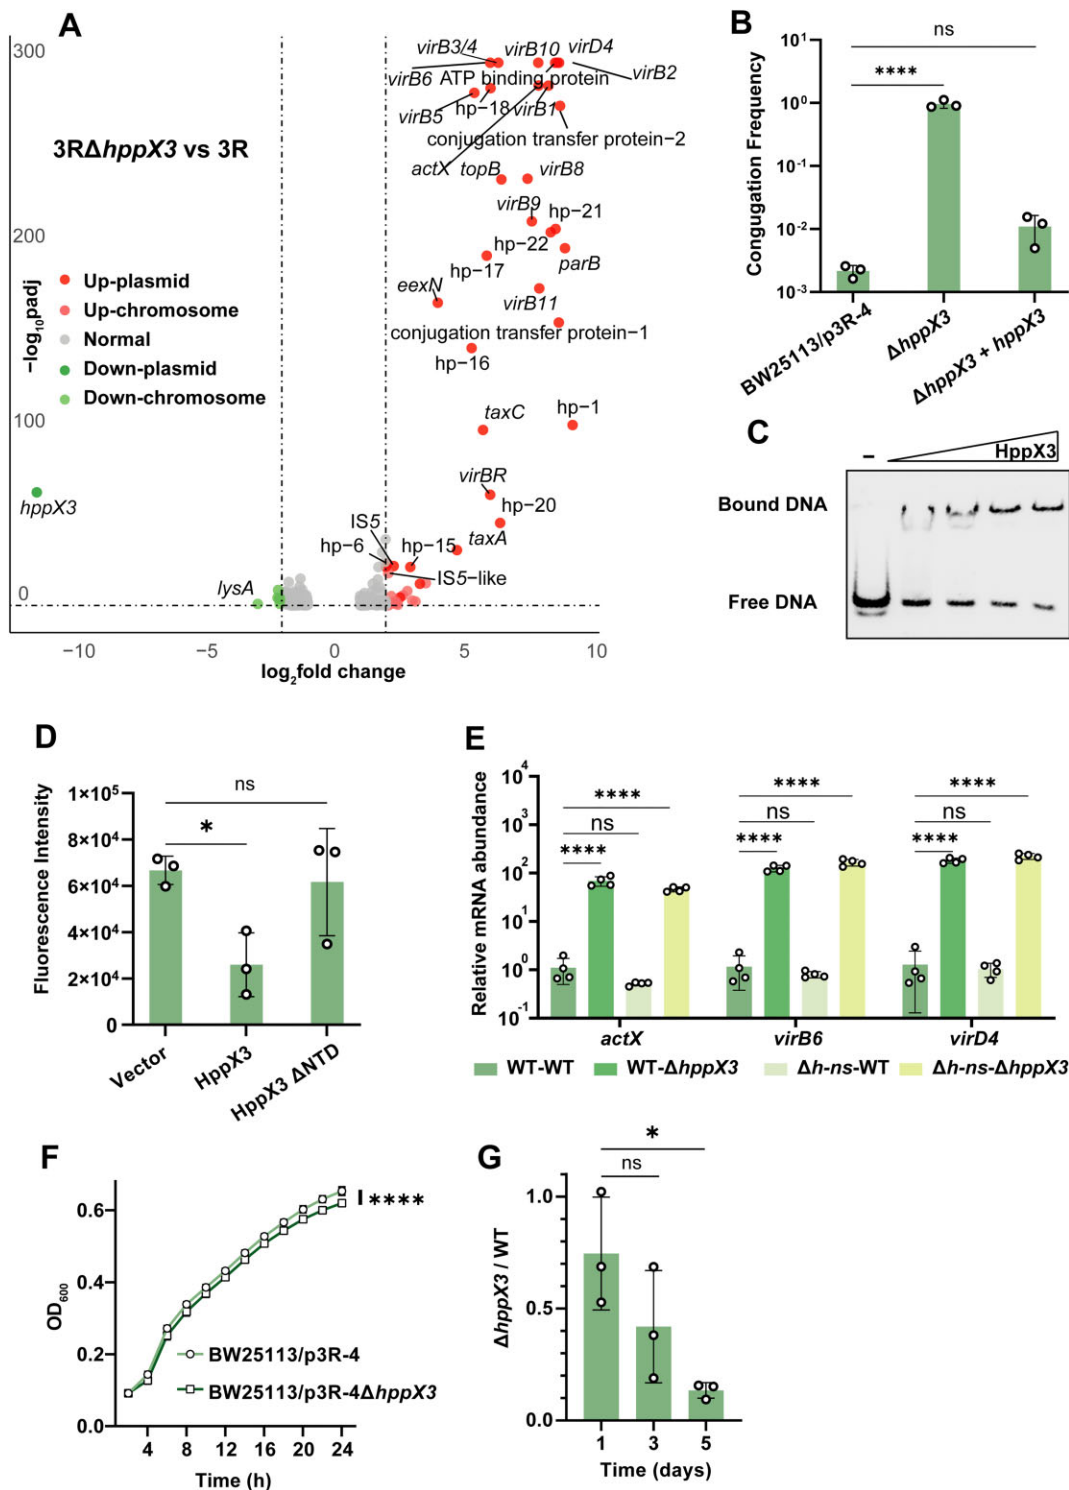 A
300
200
100
0
-log10padj
3RΔhppX3 vs 3R
Up-plasmid
Up-chromosome
Normal
Down-plasmid
Down-chromosome
virB3/4
virB10
virD4
virB6
ATP binding protein
virB2
hp-18
virB1
virB5
conjugation transfer protein-2
actX
topB
virB8
virB9
hp-21
hp-22
hp-17
parB
eexN
virB11
conjugation transfer protein-1
hp-16
taxC
hp-1
virBR
hp-20
hppX3
IS5
taxA
hp-6
hp-15
IS5-like
lysA
-10
-5
0
5
10
log2fold change
B
ns
****
10^1
10^0
10^-1
10^-2
10^-3
Congugation Frequency
BW25113/p3R-4
ΔhppX3
ΔhppX3 + hppX3
C
–
HppX3
Bound DNA
Free DNA
D
ns
*
1×10^5
8×10^4
6×10^4
4×10^4
2×10^4
0
Fluorescence Intensity
Vector
HppX3
HppX3 ΔNTD
E
10^4
10^3
10^2
10^1
10^0
10^-1
Relative mRNA abundance
****
ns
****
****
ns
****
****
ns
****
actX
virB6
virD4
WT-WT
WT-ΔhppX3
Δh-ns-WT
Δh-ns-ΔhppX3
F
0.6
0.4
0.2
0.0
OD600
****
BW25113/p3R-4
BW25113/p3R-4ΔhppX3
4
8
12
16
20
24
Time (h)
G
*
ns
1.0
0.5
0.0
ΔhppX3 / WT
1
3
5
Time (days)